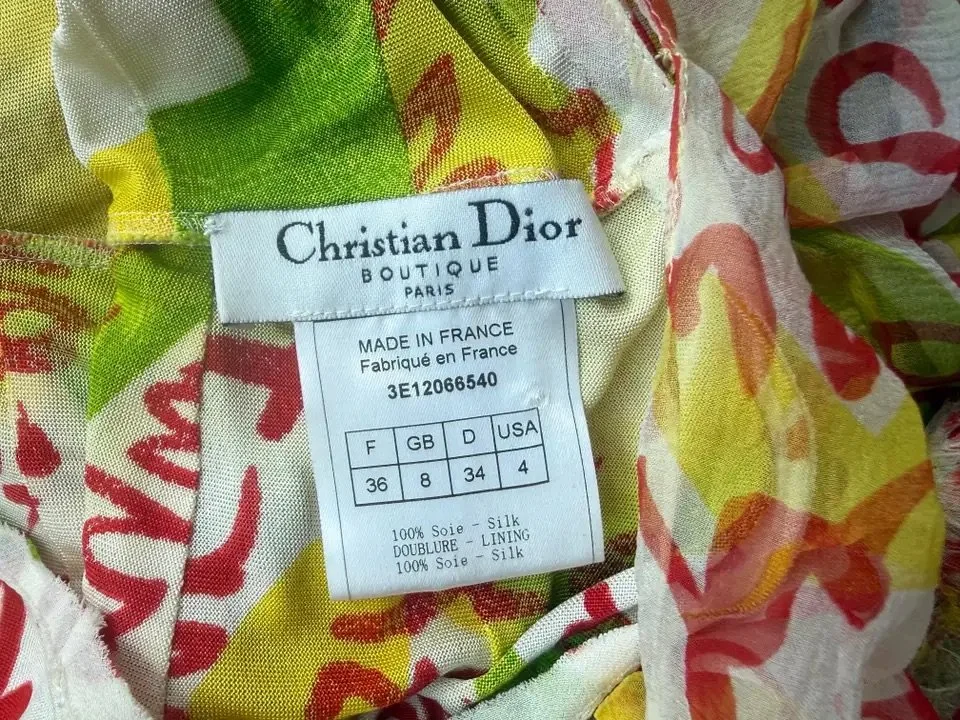 Christian Dior
BOUTIQUE
PARIS
MADE IN FRANCE
Fabriqué en France
3E12066540
F GB D USA
36 8 34 4
100% Soie - Silk
DOUBLURE - LINING
100% Soie - Silk